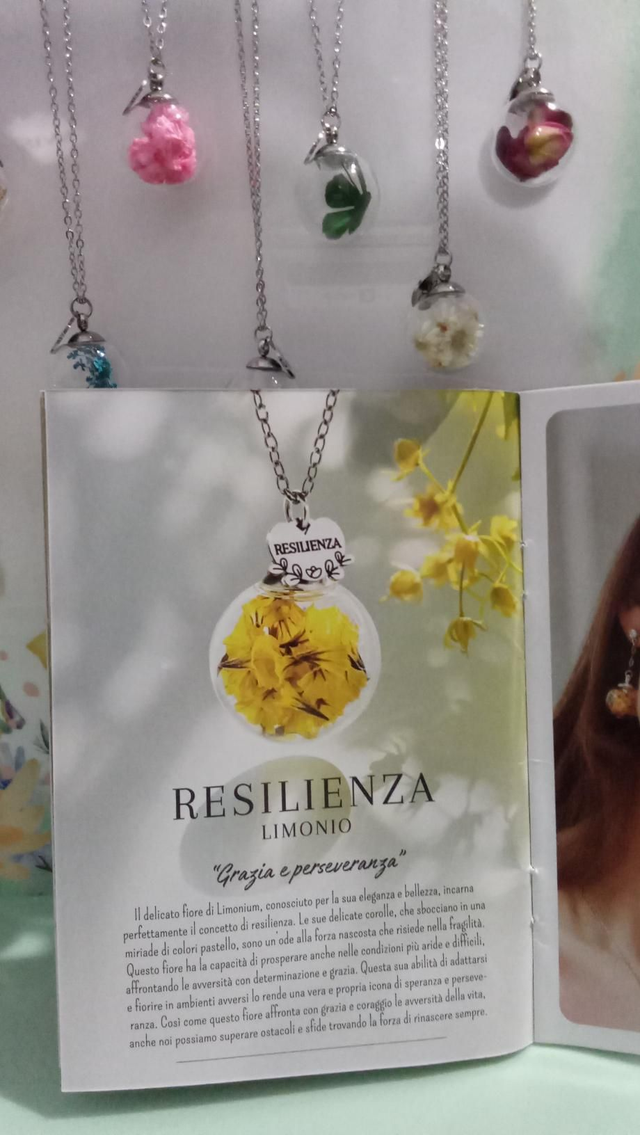 RESILIENZA
RESILIENZA
LIMONIO
"Grazia e perseveranza"
Il delicato fiore di Limonium, conosciuto per la sua eleganza e bellezza, incarna
perfettamente il concetto di resilienza. Le sue delicate corolle, che sbocciano in una
miriade di colori pastello, sono un'ode alla forza nascosta che risiede nella fragilità.
Questo fiore ha la capacità di prosperare anche nelle condizioni più aride e difficili,
affrontando le avversità con determinazione e grazia. Questa sua abilità di adattarsi
e fiorire in ambienti avversi lo rende una vera e propria icona di speranza e perseve-
ranza. Così come questo fiore affronta con grazia e coraggio le avversità della vita,
anche noi possiamo superare ostacoli e sfide trovando la forza di rinascere sempre.